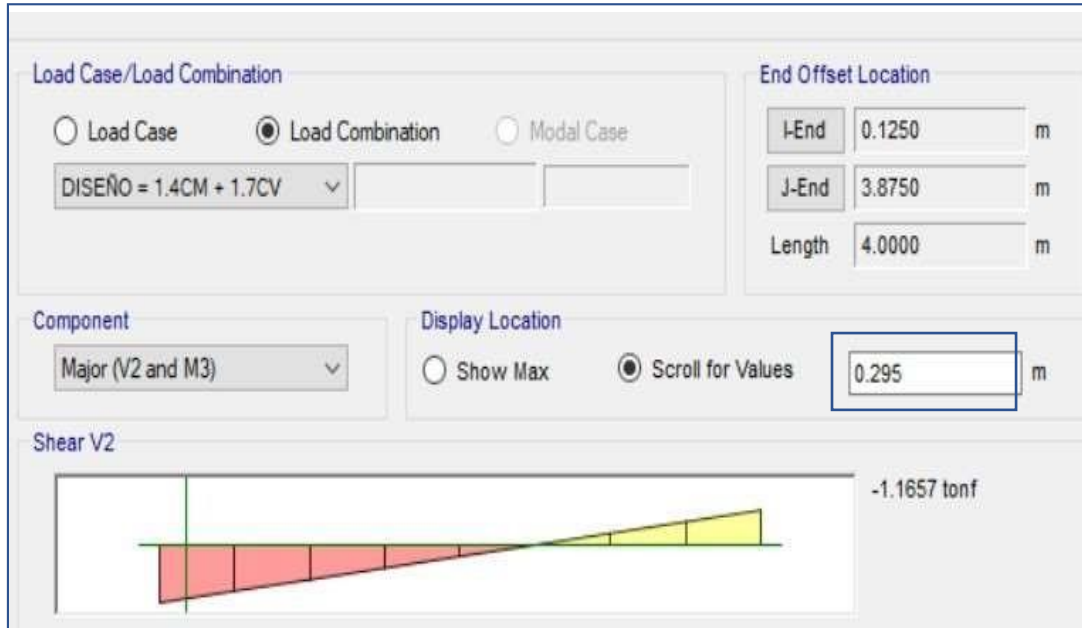 Load Case/Load Combination
Load Case Load Combination Modal Case
DISEÑO = 1.4CM + 1.7CV
End Offset Location
I-End 0.1250 m
J-End 3.8750 m
Length 4.0000 m
Component
Major (V2 and M3)
Display Location
Show Max Scroll for Values 0.295 m
Shear V2
-1.1657 tonf